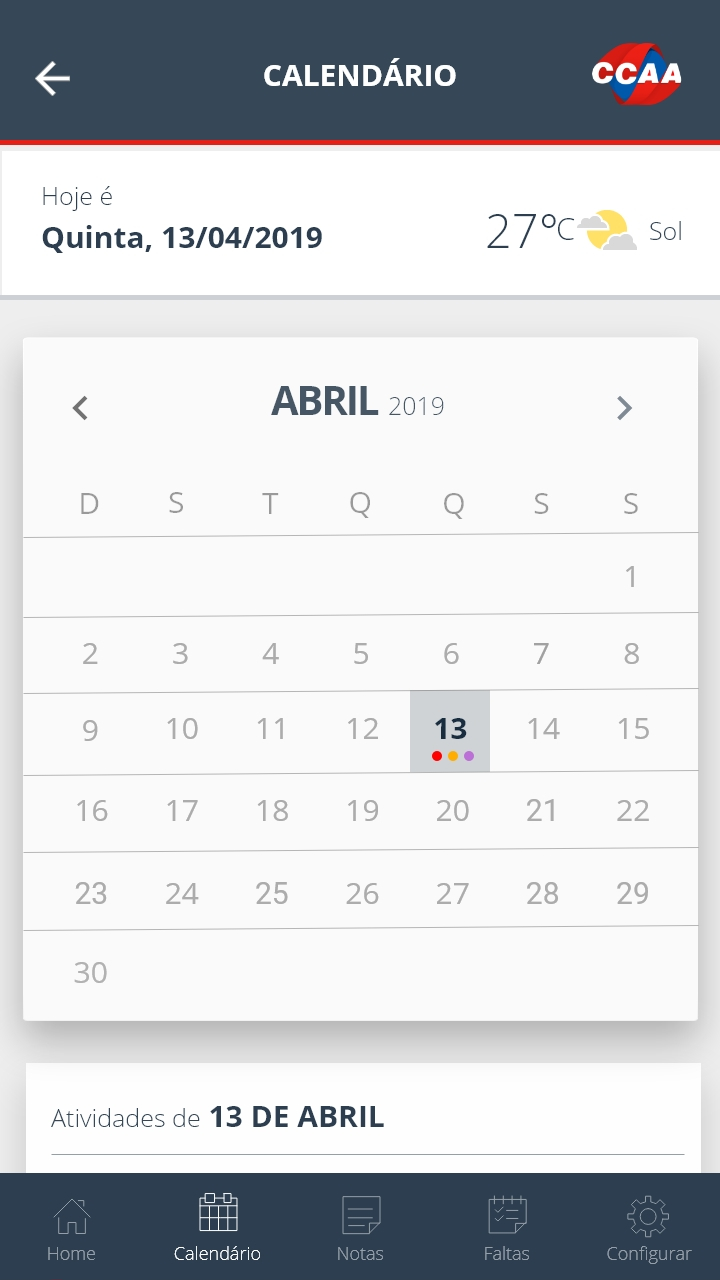 CALENDÁRIO
CCAA
Hoje é
Quinta, 13/04/2019
27°C Sol
ABRIL 2019
D S T Q Q S S
1
2 3 4 5 6 7 8
9 10 11 12 13 14 15
16 17 18 19 20 21 22
23 24 25 26 27 28 29
30
Atividades de 13 DE ABRIL
Home Calendário Notas Faltas Configurar